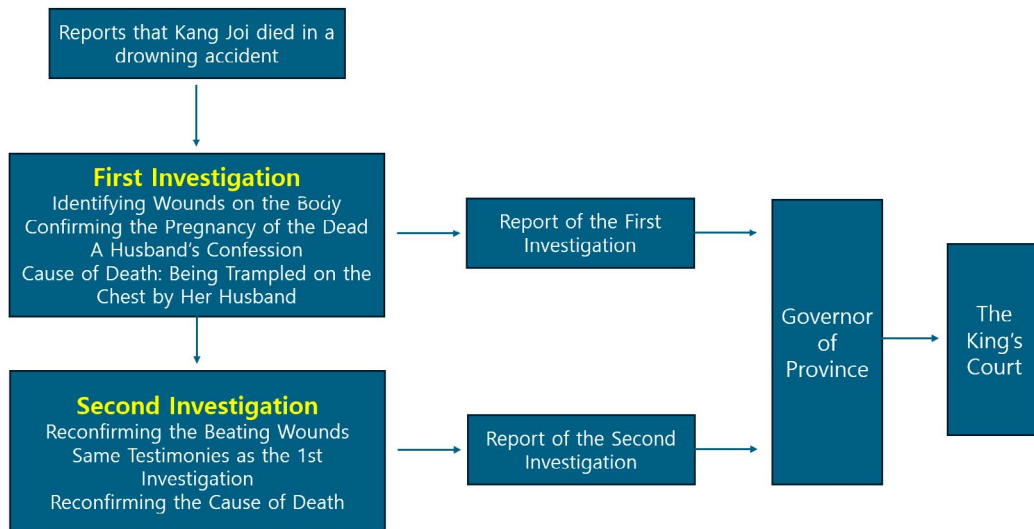 Reports that Kang Joi died in a
drowning accident
First Investigation
Identifying Wounds on the Body
Confirming the Pregnancy of the Dead
A Husband's Confession
Cause of Death: Being Trampled on the
Chest by Her Husband
Report of the First
Investigation
Second Investigation
Reconfirming the Beating Wounds
Same Testimonies as the 1st
Investigation
Reconfirming the Cause of Death
Report of the Second
Investigation
Governor
of
Province
The
King's
Court